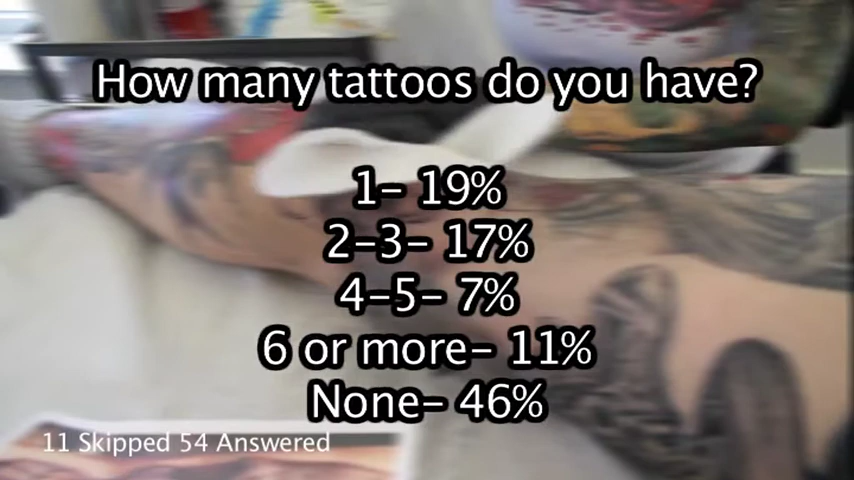 How many tattoos do you have?
1- 19%
2-3- 17%
4-5- 7%
6 or more- 11%
None- 46%
11 Skipped 54 Answered